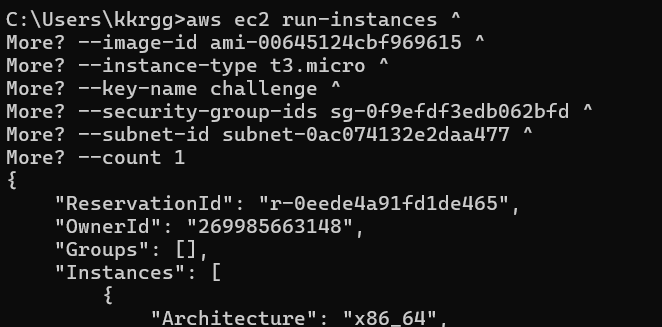 C:\Users\kkrgg>aws ec2 run-instances ^
More? --image-id ami-00645124cbf969615 ^
More? --instance-type t3.micro ^
More? --key-name challenge ^
More? --security-group-ids sg-0f9efdf3edb062bfd ^
More? --subnet-id subnet-0ac074132e2daa477 ^
More? --count 1
{
    "ReservationId": "r-0eede4a91fd1de465",
    "OwnerId": "269985663148",
    "Groups": [],
    "Instances": [
        {
            "Architecture": "x86_64",